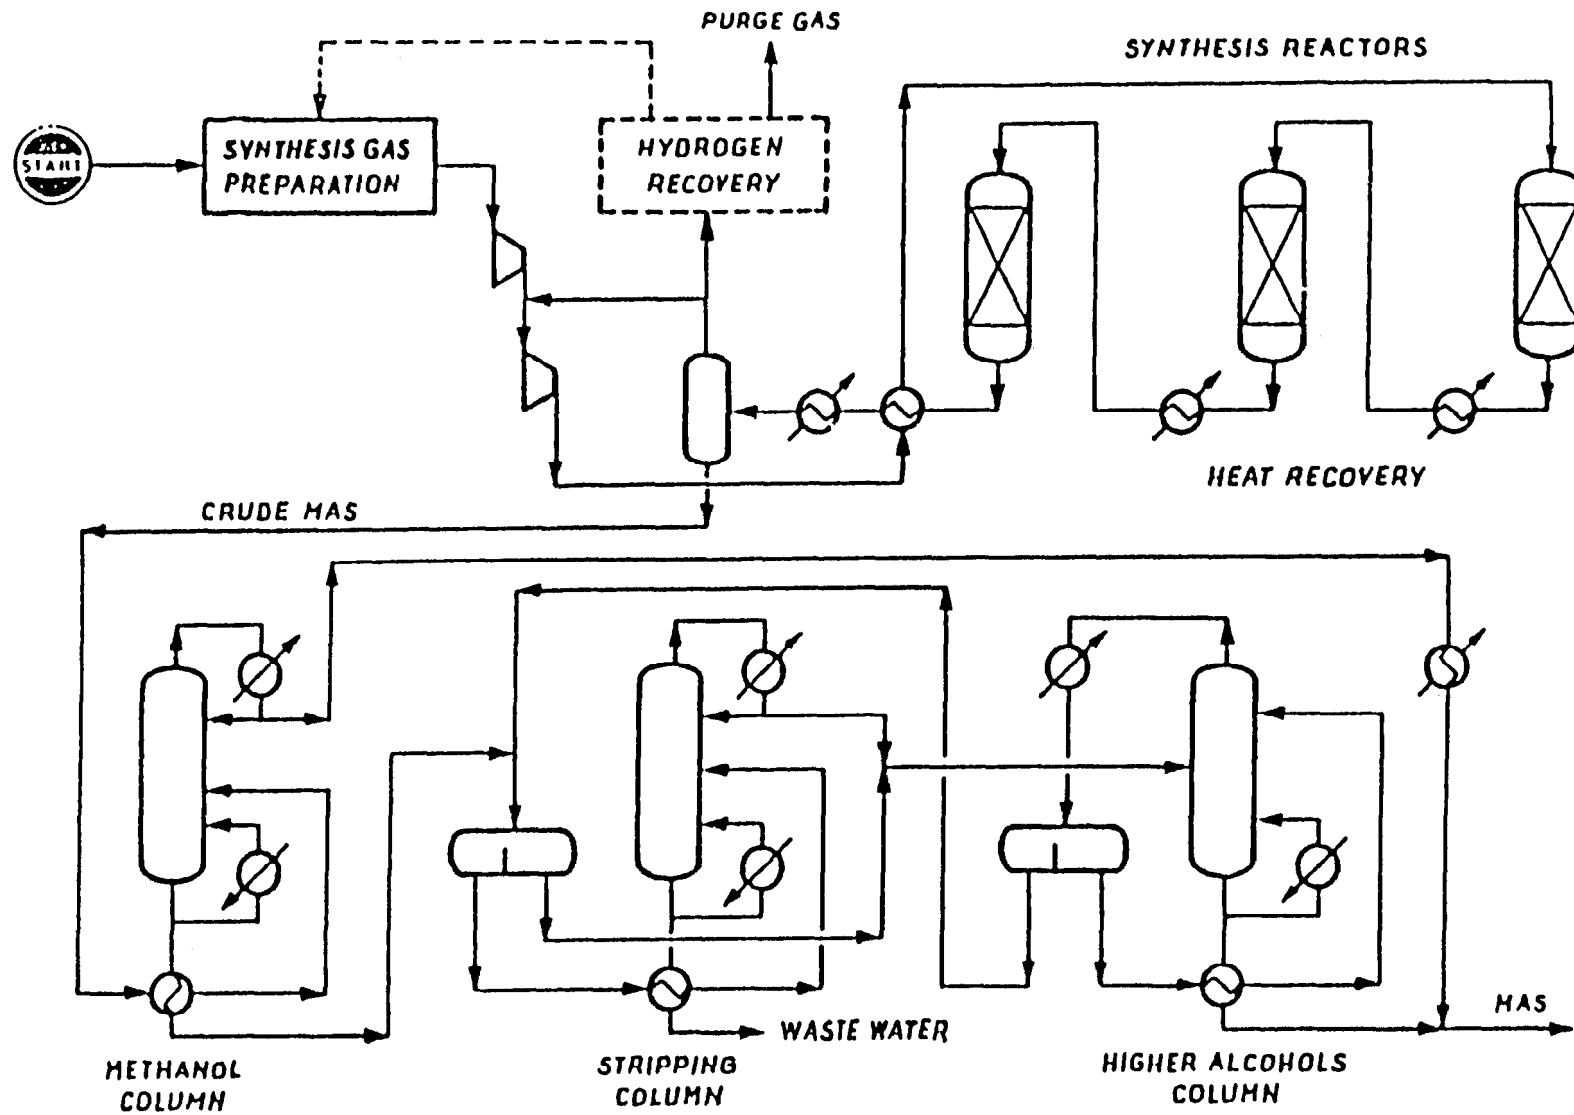 PURGE GAS
SYNTHESIS REACTORS
START
SYNTHESIS GAS
PREPARATION
HYDROGEN
RECOVERY
HEAT RECOVERY
CRUDE MAS
MAS
WASTE WATER
METHANOL
COLUMN
STRIPPING
COLUMN
HIGHER ALCOHOLS
COLUMN